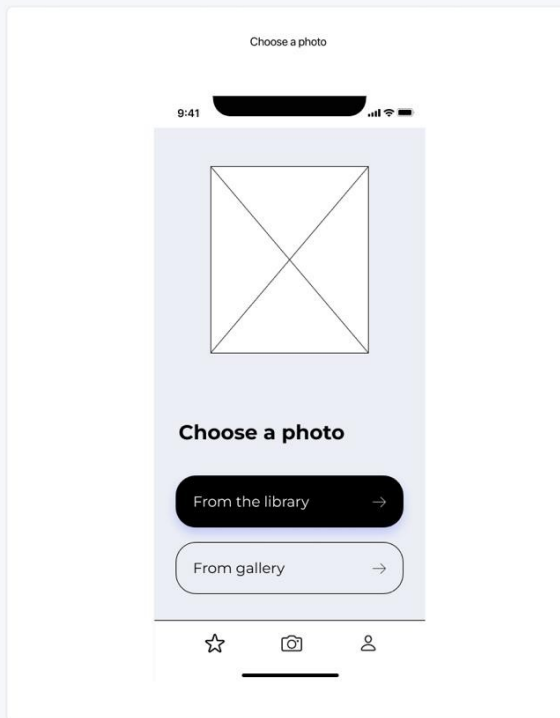 Choose a photo
9:41
Choose a photo
From the library
From gallery